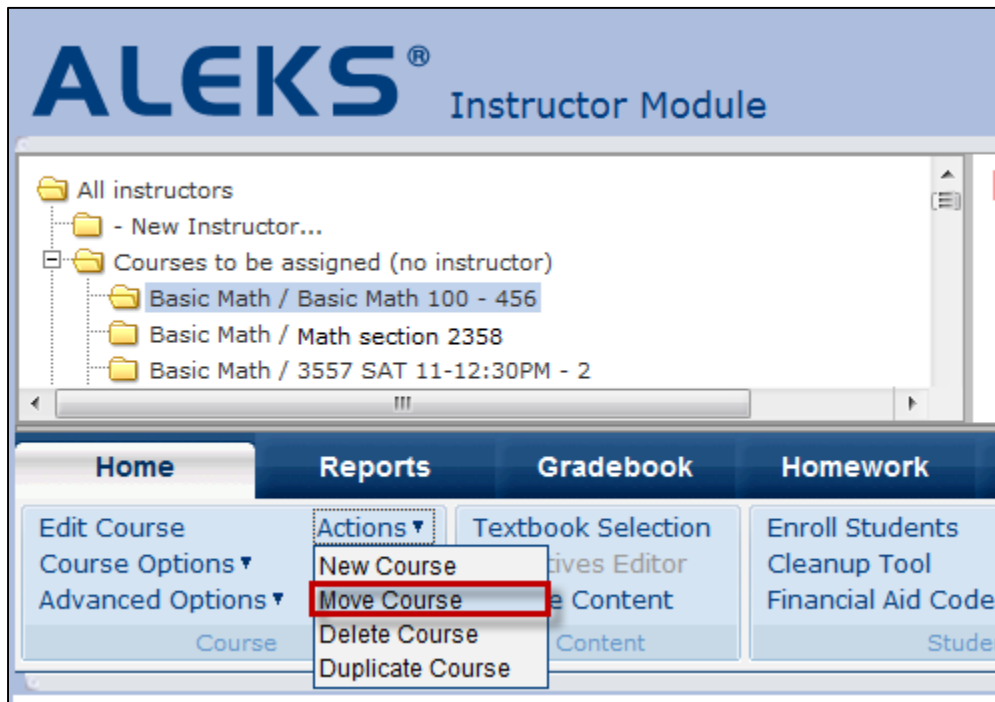 ALEKS® Instructor Module
All instructors
- New Instructor...
Courses to be assigned (no instructor)
Basic Math / Basic Math 100 - 456
Basic Math / Math section 2358
Basic Math / 3557 SAT 11-12:30PM - 2
Home Reports Gradebook Homework
Edit Course Actions Textbook Selection Enroll Students
Course Options New Course Editor Cleanup Tool
Advanced Options Move Course Content Financial Aid Code
Course Delete Course Content
Duplicate Course